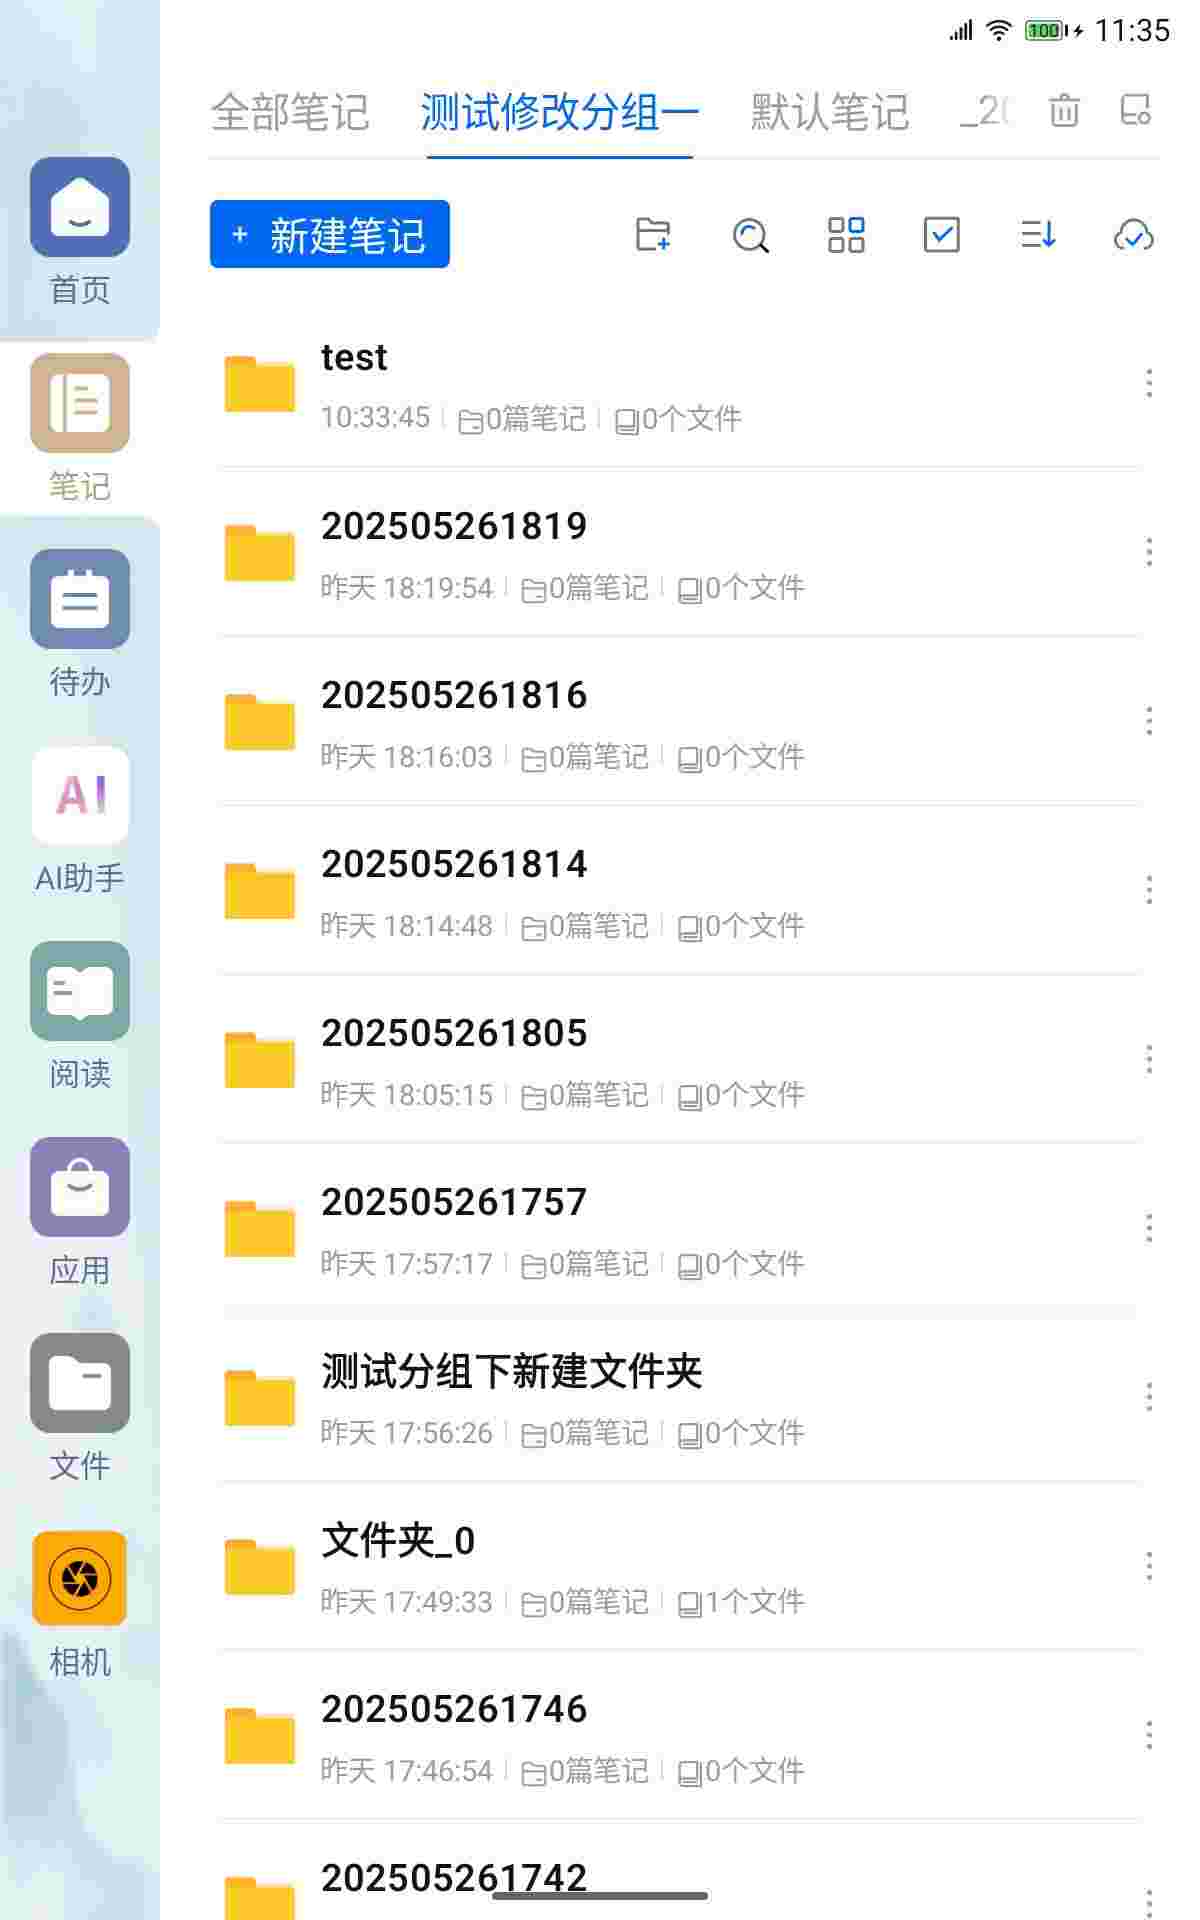 100 11:35
全部笔记 测试修改分组一 默认笔记 _20
+ 新建笔记
首页
笔记
待办
AI
AI助手
阅读
应用
文件
相机
test
10:33:45 0篇笔记 0个文件
202505261819
昨天 18:19:54 0篇笔记 0个文件
202505261816
昨天 18:16:03 0篇笔记 0个文件
202505261814
昨天 18:14:48 0篇笔记 0个文件
202505261805
昨天 18:05:15 0篇笔记 0个文件
202505261757
昨天 17:57:17 0篇笔记 0个文件
测试分组下新建文件夹
昨天 17:56:26 0篇笔记 0个文件
文件夹_0
昨天 17:49:33 0篇笔记 1个文件
202505261746
昨天 17:46:54 0篇笔记 0个文件
202505261742